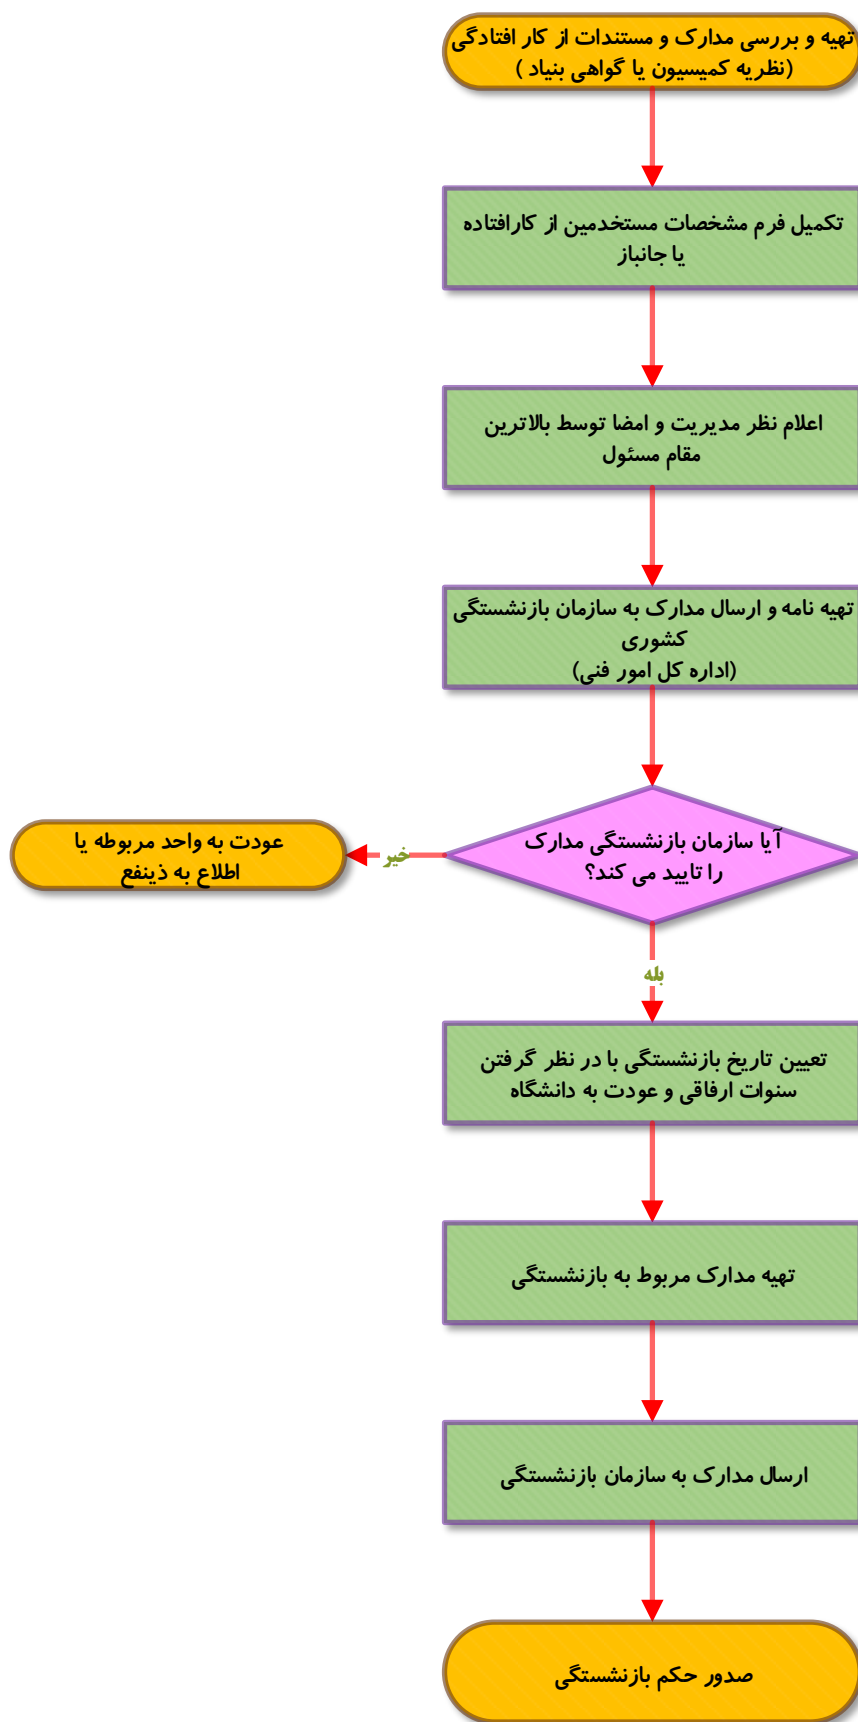 تهیه و بررسی مدارک و مستندات از کار افتادگی
(نظریه کمیسیون یا گواهی بنیاد )
تکمیل فرم مشخصات مستخدمین از کارافتاده
یا جانباز
اعلام نظر مدیریت و امضا توسط بالاترین
مقام مسئول
تهیه نامه و ارسال مدارک به سازمان بازنشستگی
کشوری
(اداره کل امور فنی)
آیا سازمان بازنشستگی مدارک
را تایید می کند؟
خیر
عودت به واحد مربوطه یا
اطلاع به ذینفع
بله
تعیین تاریخ بازنشستگی با در نظر گرفتن
سنوات ارفاقی و عودت به دانشگاه
تهیه مدارک مربوط به بازنشستگی
ارسال مدارک به سازمان بازنشستگی
صدور حکم بازنشستگی